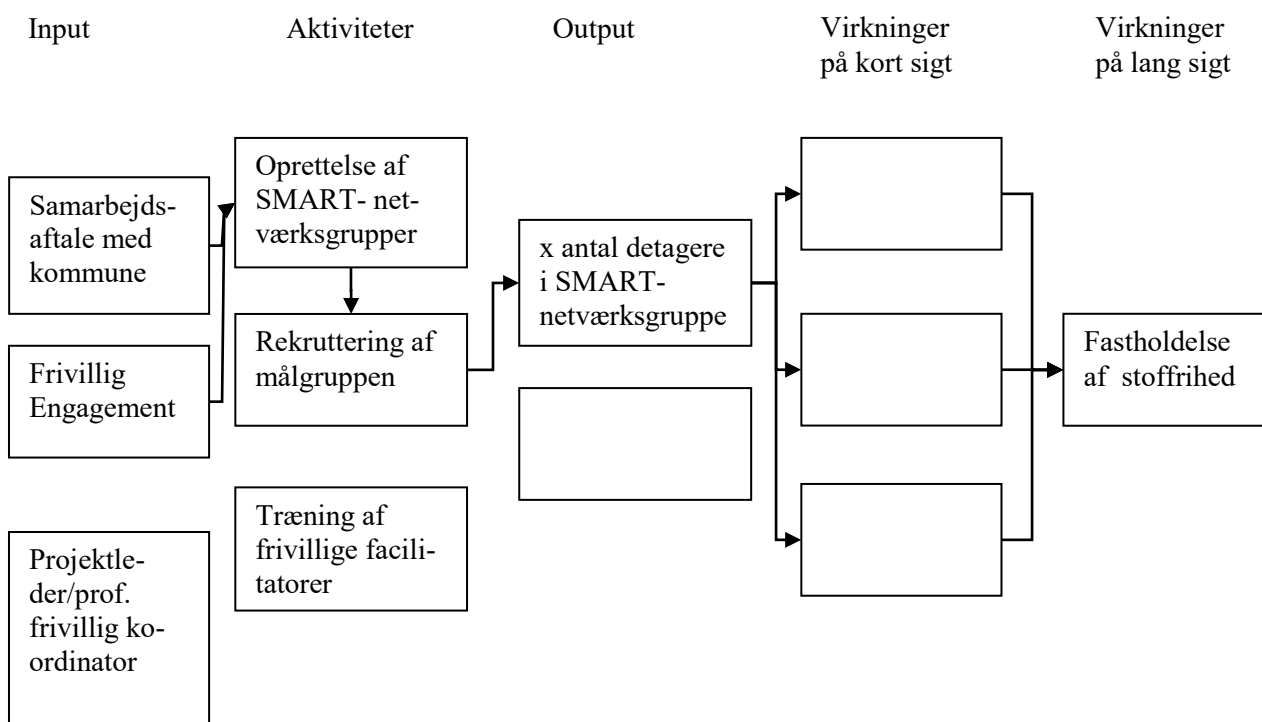 Input
Aktiviteter
Output
Virkninger
på kort sigt
Virkninger
på lang sigt
Samarbejds-
aftale med
kommune
Frivillig
Engagement
Projektle-
der/prof.
frivillig ko-
ordinator
Oprettelse af
SMART- net-
værksgrupper
Rekruttering af
målgruppen
Træning af
frivillige facili-
tatorer
x antal detagere
i SMART-
netværksgruppe
Fastholdelse
af stoffrihed